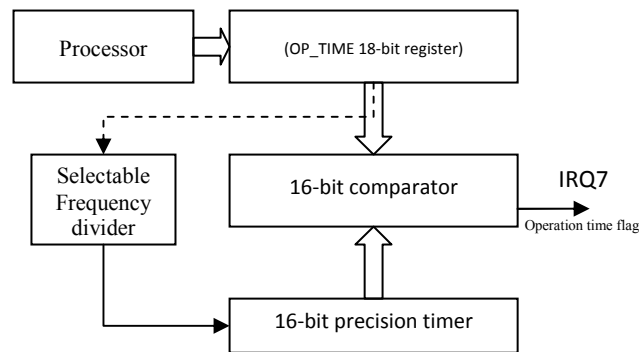 Processor
(OP_TIME 18-bit register)
Selectable
Frequency
divider
16-bit comparator
IRQ7
Operation time flag
16-bit precision timer